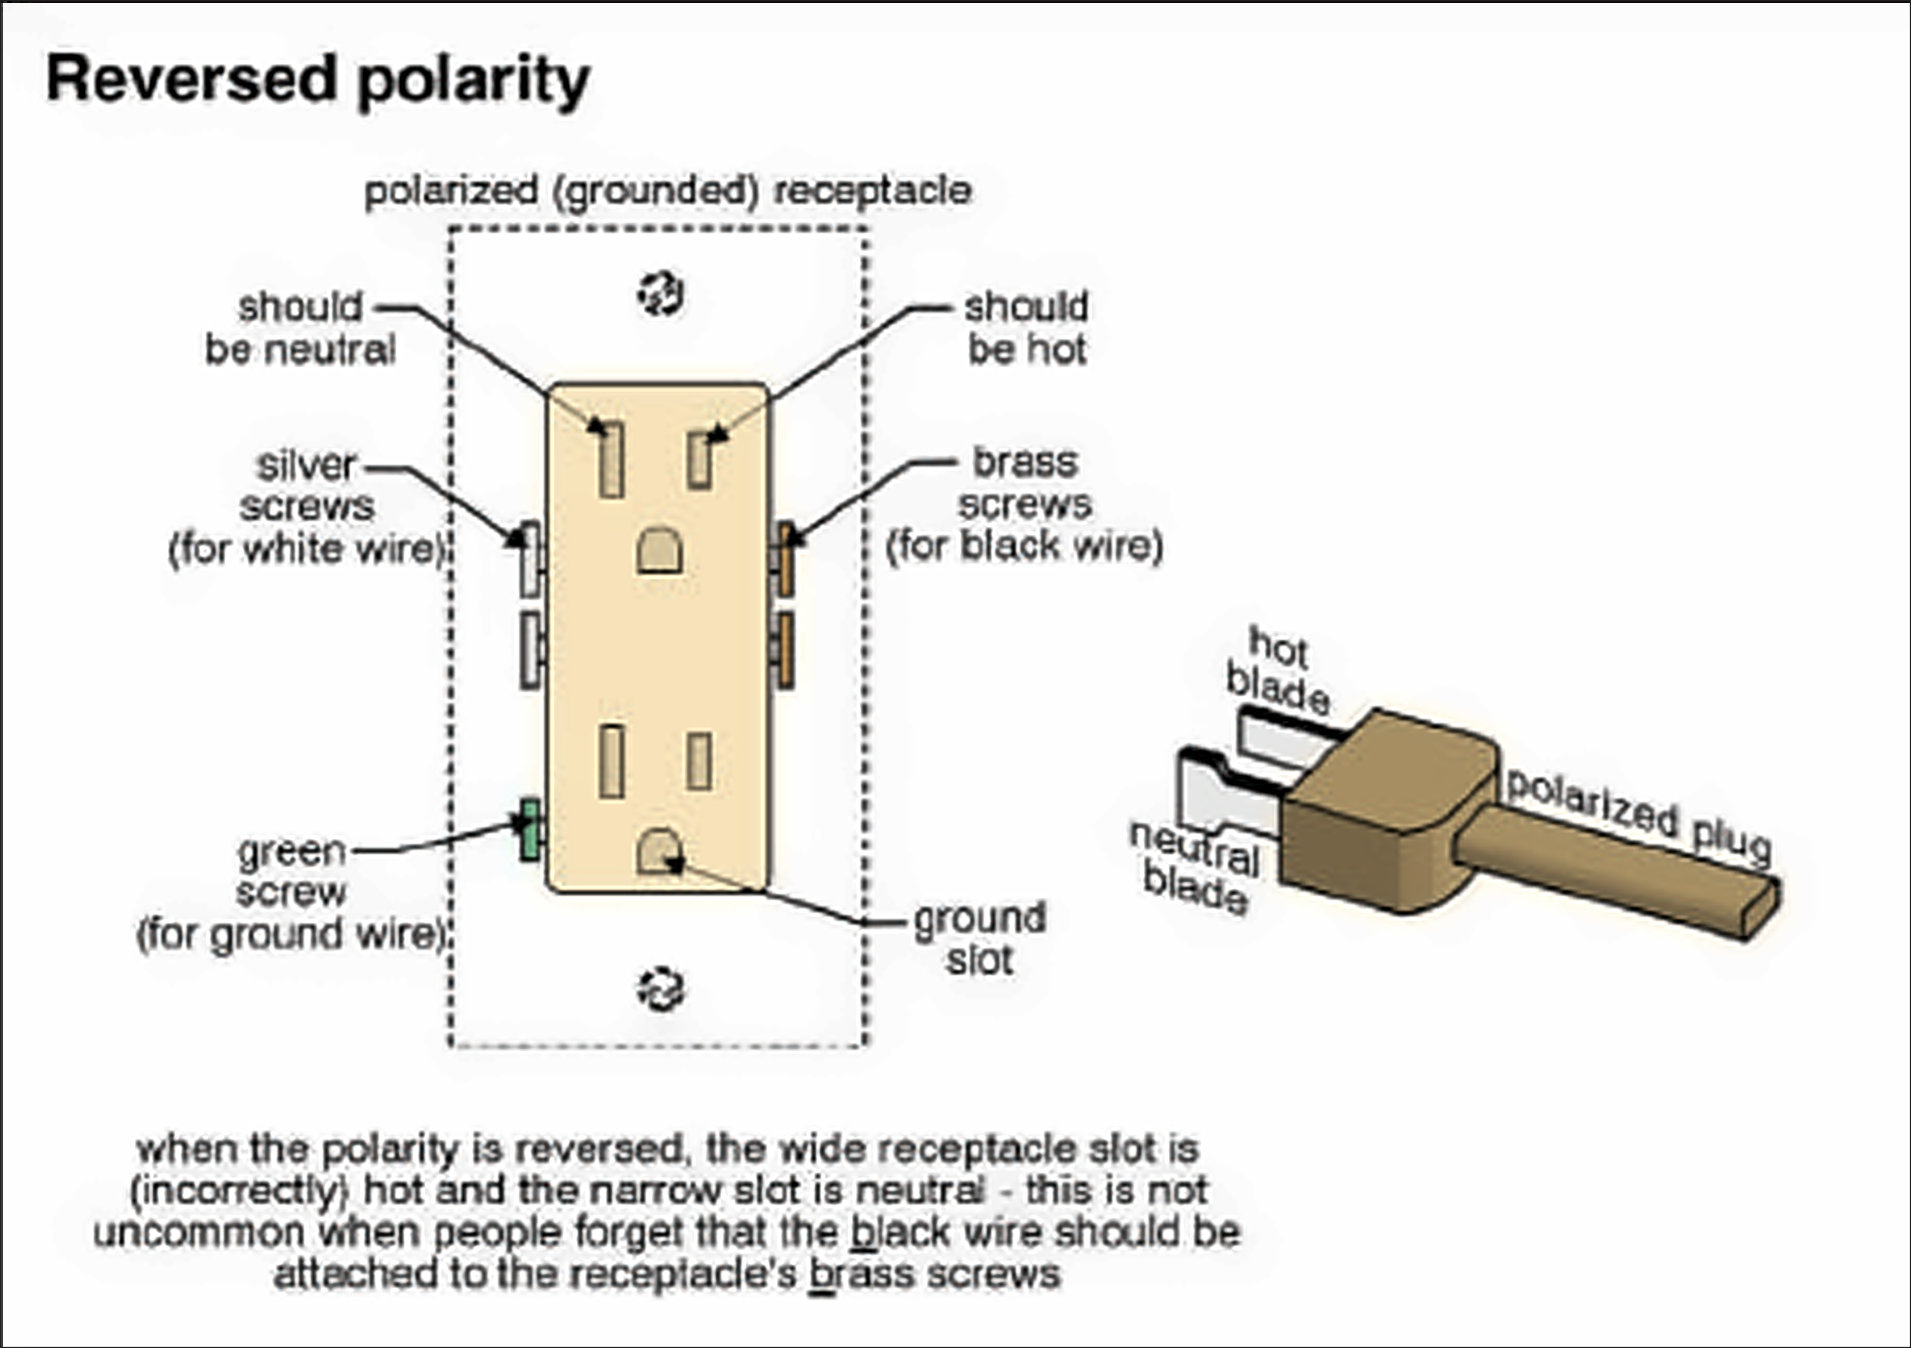 Reversed polarity
polarized (grounded) receptacle
should
be neutral
should
be hot
silver
screws
(for white wire)
brass
screws
(for black wire)
hot
blade
polarized plug
neutral
blade
green
screw
(for ground wire)
ground
slot
when the polarity is reversed, the wide receptacle slot is
(incorrectly) hot and the narrow slot is neutral - this is not
uncommon when people forget that the black wire should be
attached to the receptacle's brass screws